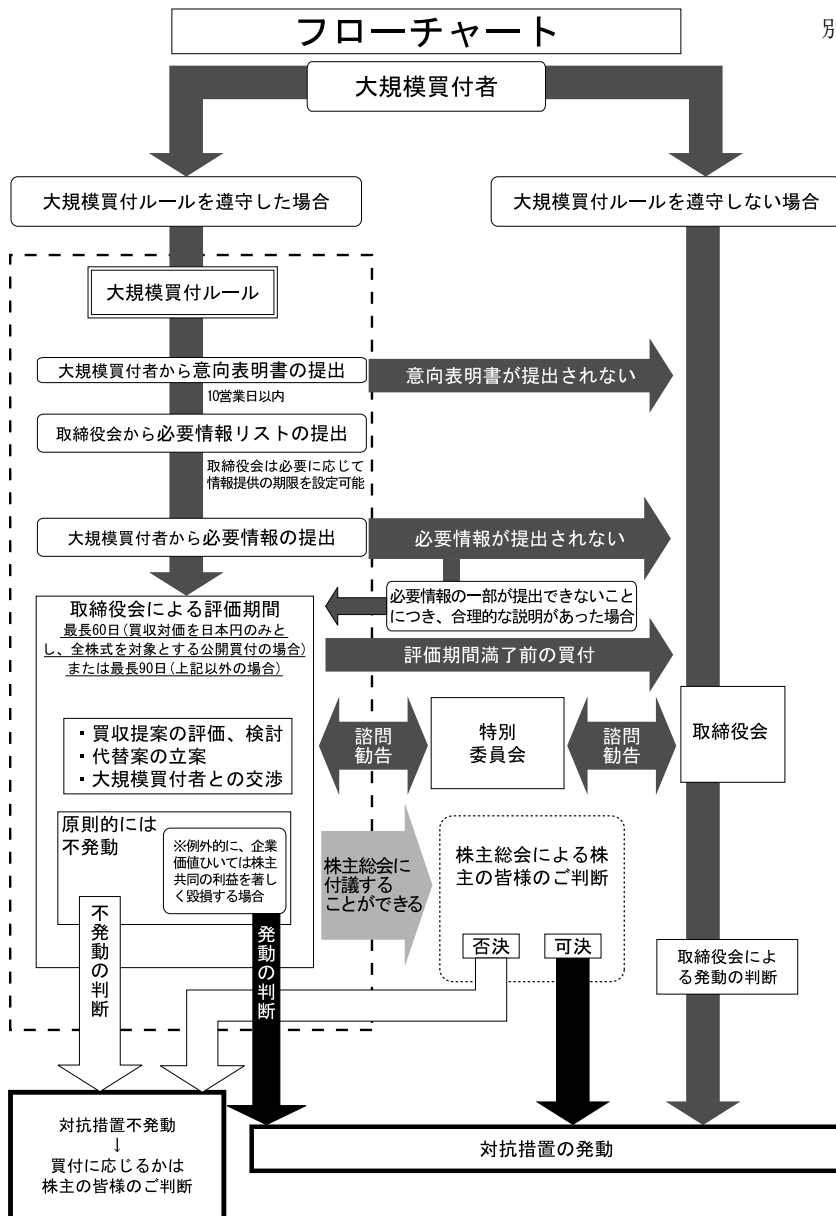 フローチャート
別
大規模買付者
大規模買付ルールを遵守した場合
大規模買付ルールを遵守しない場合
大規模買付ルール
大規模買付者から意向表明書の提出
意向表明書が提出されない
10営業日以内
取締役会から必要情報リストの提出
取締役会は必要に応じて
情報提供の期限を設定可能
大規模買付者から必要情報の提出
必要情報が提出されない
必要情報の一部が提出できないこと
につき、合理的な説明があった場合
取締役会による評価期間
最長60日(買収対価を日本円のみと
し、全株式を対象とする公開買付の場合)
または最長90日(上記以外の場合)
評価期間満了前の買付
・買収提案の評価、検討
・代替案の立案
・大規模買付者との交渉
諮問
勧告
特別
委員会
諮問
勧告
取締役会
原則的には
不発動
※例外的に、企業
価値ひいては株主
共同の利益を著し
く毀損する場合
株主総会に
付議する
ことができる
株主総会による株
主の皆様のご判断
否決
可決
不発動の判断
発動の判断
取締役会によ
る発動の判断
対抗措置不発動
↓
買付に応じるかは
株主の皆様のご判断
対抗措置の発動